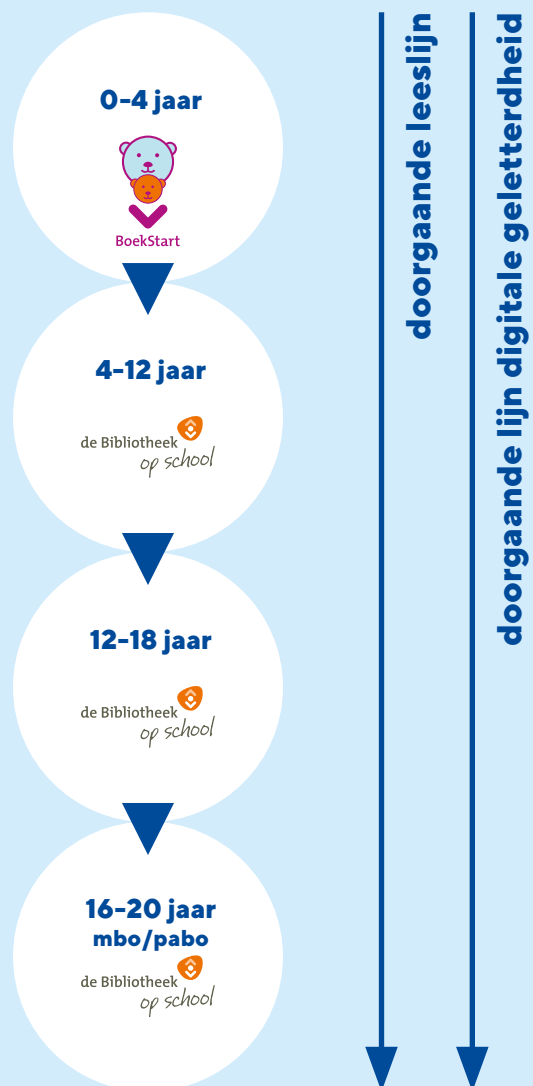 0-4 jaar
BoekStart
4-12 jaar
de Bibliotheek
op school
12-18 jaar
de Bibliotheek
op school
16-20 jaar
mbo/pabo
de Bibliotheek
op school
doorgaande leeslijn
doorgaande lijn digitale geletterdheid